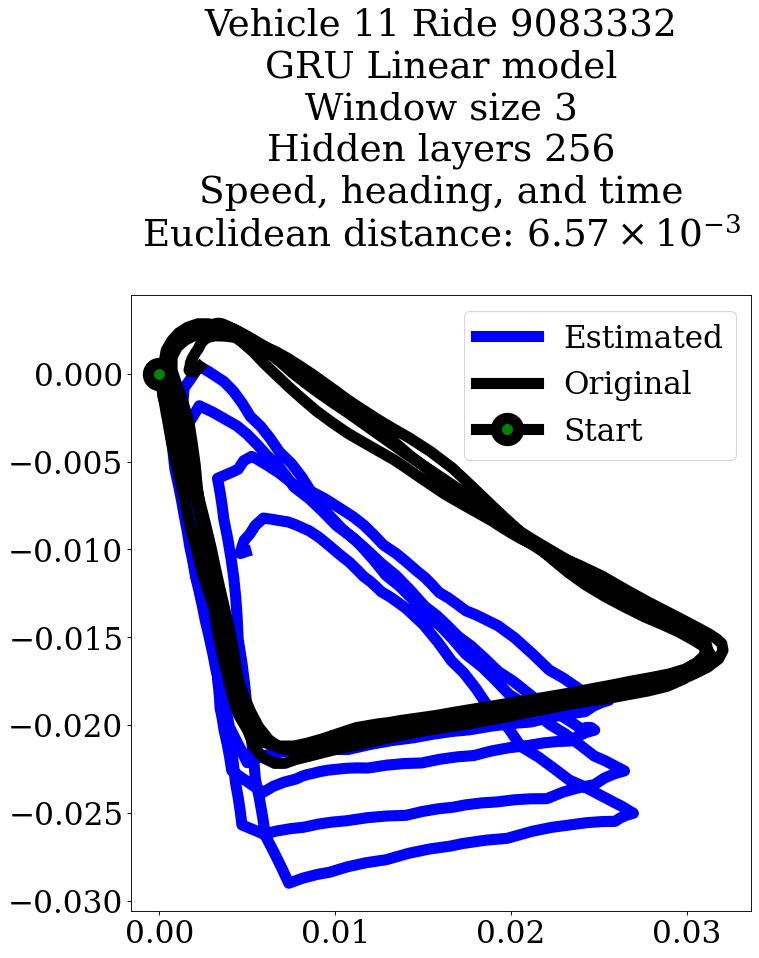 Vehicle 11 Ride 9083332
GRU Linear model
Window size 3
Hidden layers 256
Speed, heading, and time
Euclidean distance: 6.57 × 10⁻³
Estimated
Original
Start
0.000
−0.005
−0.010
−0.015
−0.020
−0.025
−0.030
0.00 0.01 0.02 0.03